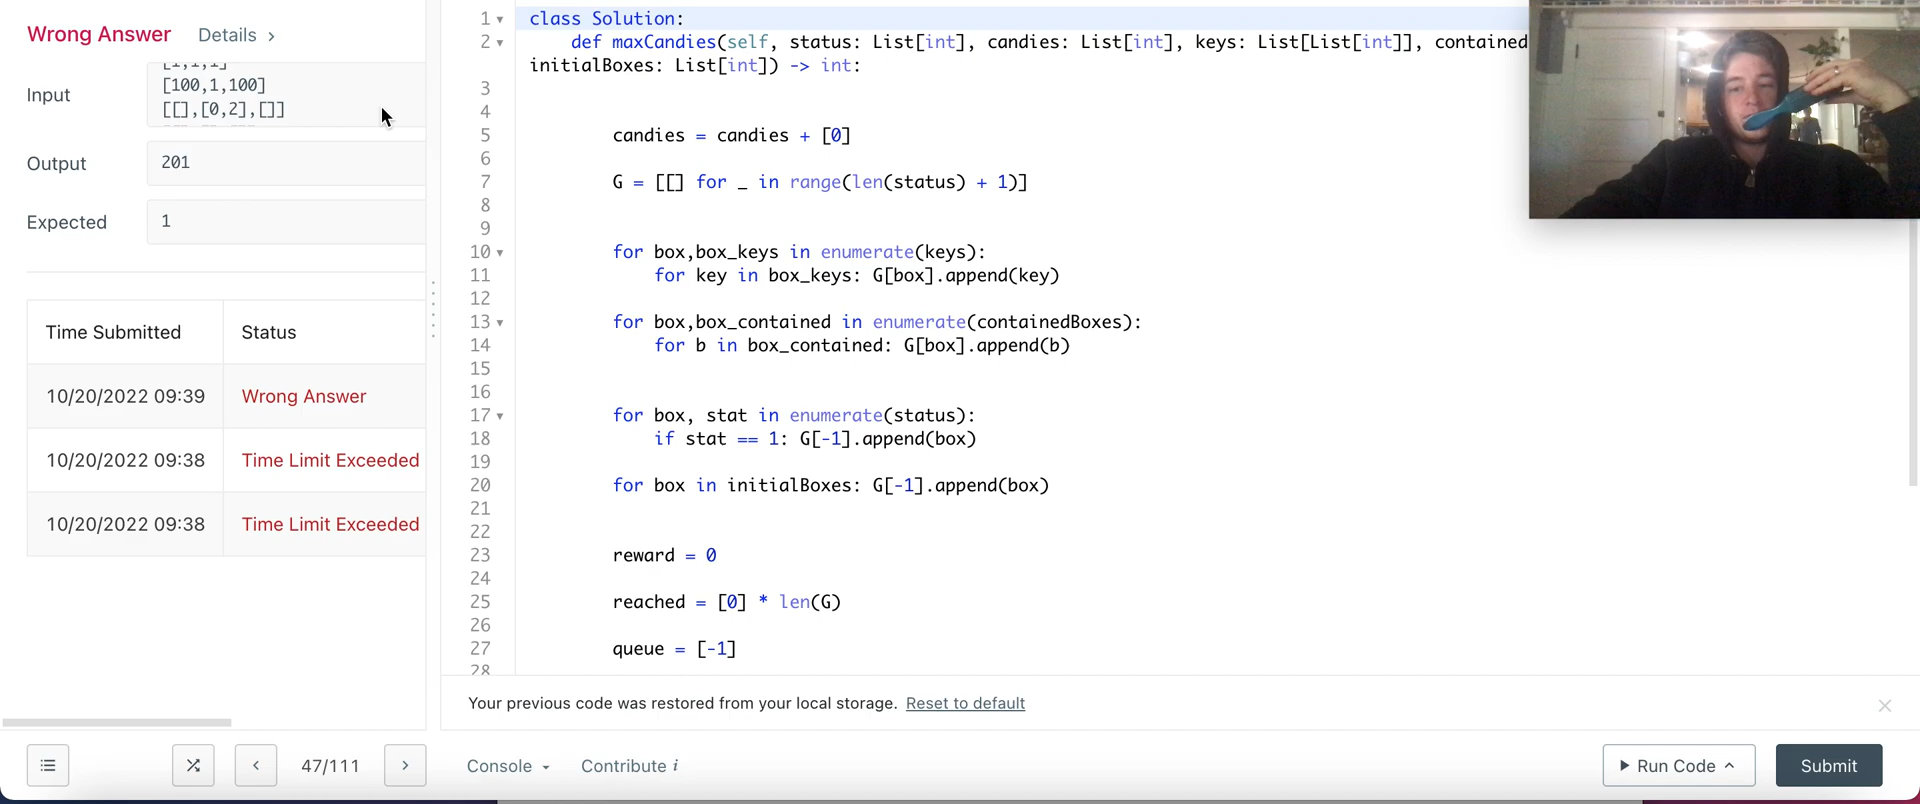 Wrong Answer Details >
Input
[1,1,1]
[100,1,100]
[[],[0,2],[]]
Output
201
Expected
1
Time Submitted Status
10/20/2022 09:39 Wrong Answer
10/20/2022 09:38 Time Limit Exceeded
10/20/2022 09:38 Time Limit Exceeded
47/111
1 class Solution:
2 def maxCandies(self, status: List[int], candies: List[int], keys: List[List[int]], contained
initialBoxes: List[int]) -> int:
3
4
5 candies = candies + [0]
6
7 G = [[] for _ in range(len(status) + 1)]
8
9
10 for box,box_keys in enumerate(keys):
11 for key in box_keys: G[box].append(key)
12
13 for box,box_contained in enumerate(containedBoxes):
14 for b in box_contained: G[box].append(b)
15
16
17 for box, stat in enumerate(status):
18 if stat == 1: G[-1].append(box)
19
20 for box in initialBoxes: G[-1].append(box)
21
22
23 reward = 0
24
25 reached = [0] * len(G)
26
27 queue = [-1]
28
Your previous code was restored from your local storage. Reset to default
Console Contribute i
Run Code
Submit